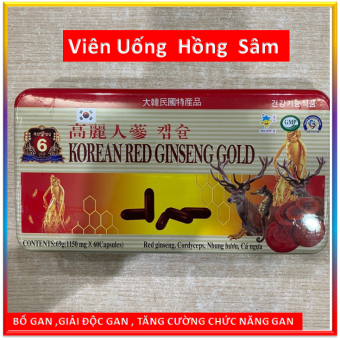 Viên Uống Hồng Sâm
大韓民國特産品
건강기능식품
高麗人蔘 캡슐
GMP
6
KOREAN RED GINSENG GOLD
CONTENTS:69g(1150 mg X 60Capsules)
Red ginseng, Cordyceps, Nhung hươu, Cá ngựa
BỔ GAN ,GIẢI ĐỘC GAN , TĂNG CƯỜNG CHỨC NĂNG GAN